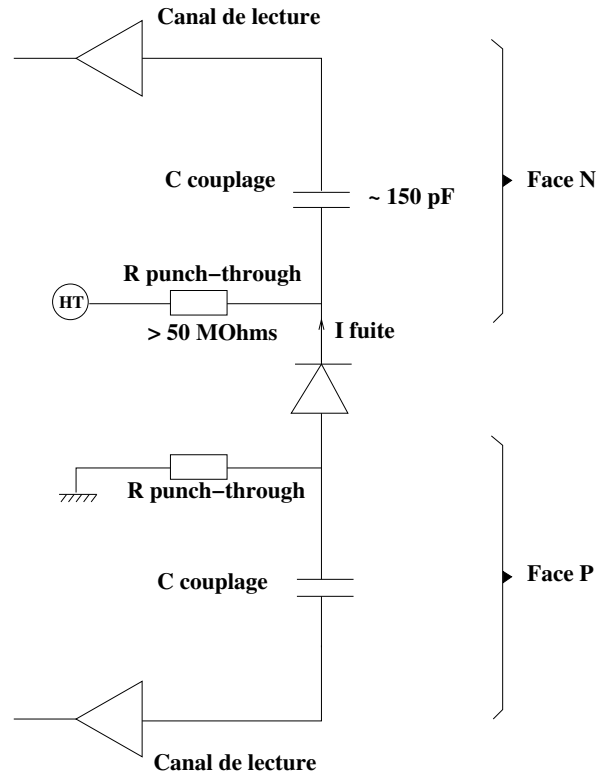 Canal de lecture
C couplage
~ 150 pF
Face N
R punch−through
HT
> 50 MOhms
I fuite
R punch−through
C couplage
Face P
Canal de lecture